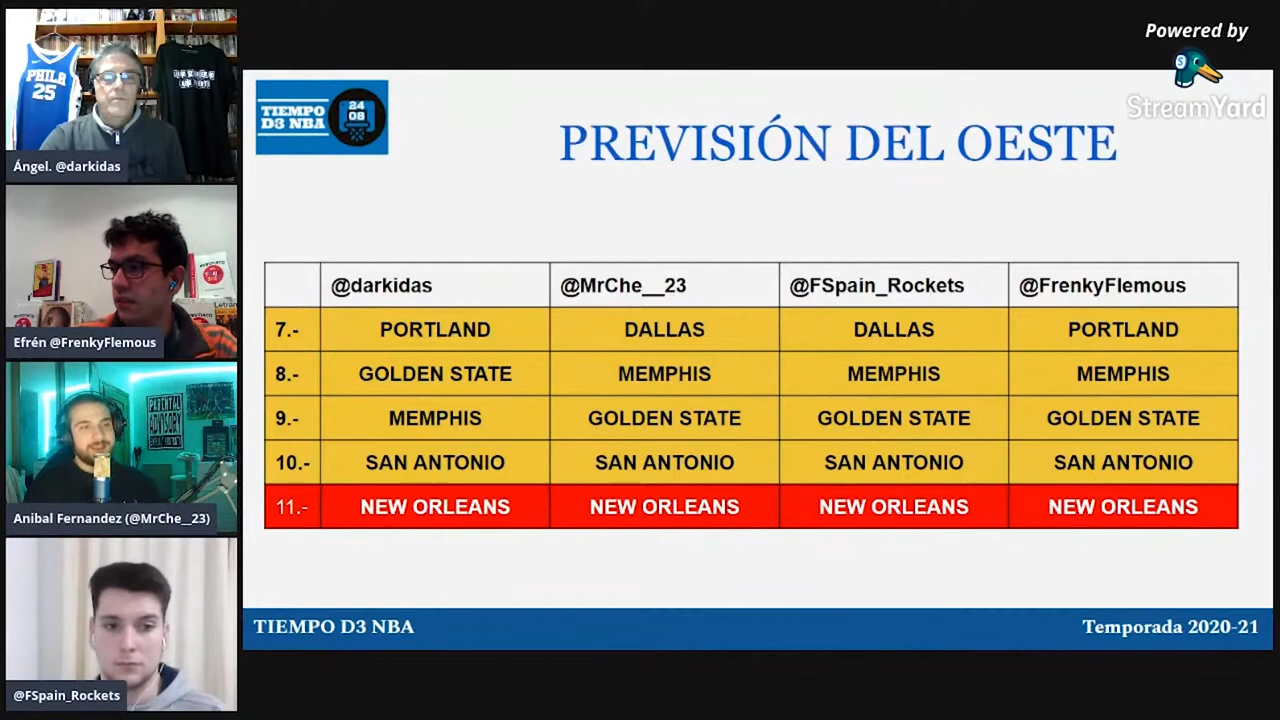 Powered by
StreamYard
PHILA
25
Ángel. @darkidas
Efrén @FrenkyFlemous
PARENTAL
ADVISORY
Anibal Fernandez (@MrChe__23)
@FSpain_Rockets
TIEMPO
D3 NBA
24
08
PREVISIÓN DEL OESTE
@darkidas @MrChe__23 @FSpain_Rockets @FrenkyFlemous
7.- PORTLAND DALLAS DALLAS PORTLAND
8.- GOLDEN STATE MEMPHIS MEMPHIS MEMPHIS
9.- MEMPHIS GOLDEN STATE GOLDEN STATE GOLDEN STATE
10.- SAN ANTONIO SAN ANTONIO SAN ANTONIO SAN ANTONIO
11.- NEW ORLEANS NEW ORLEANS NEW ORLEANS NEW ORLEANS
TIEMPO D3 NBA Temporada 2020-21